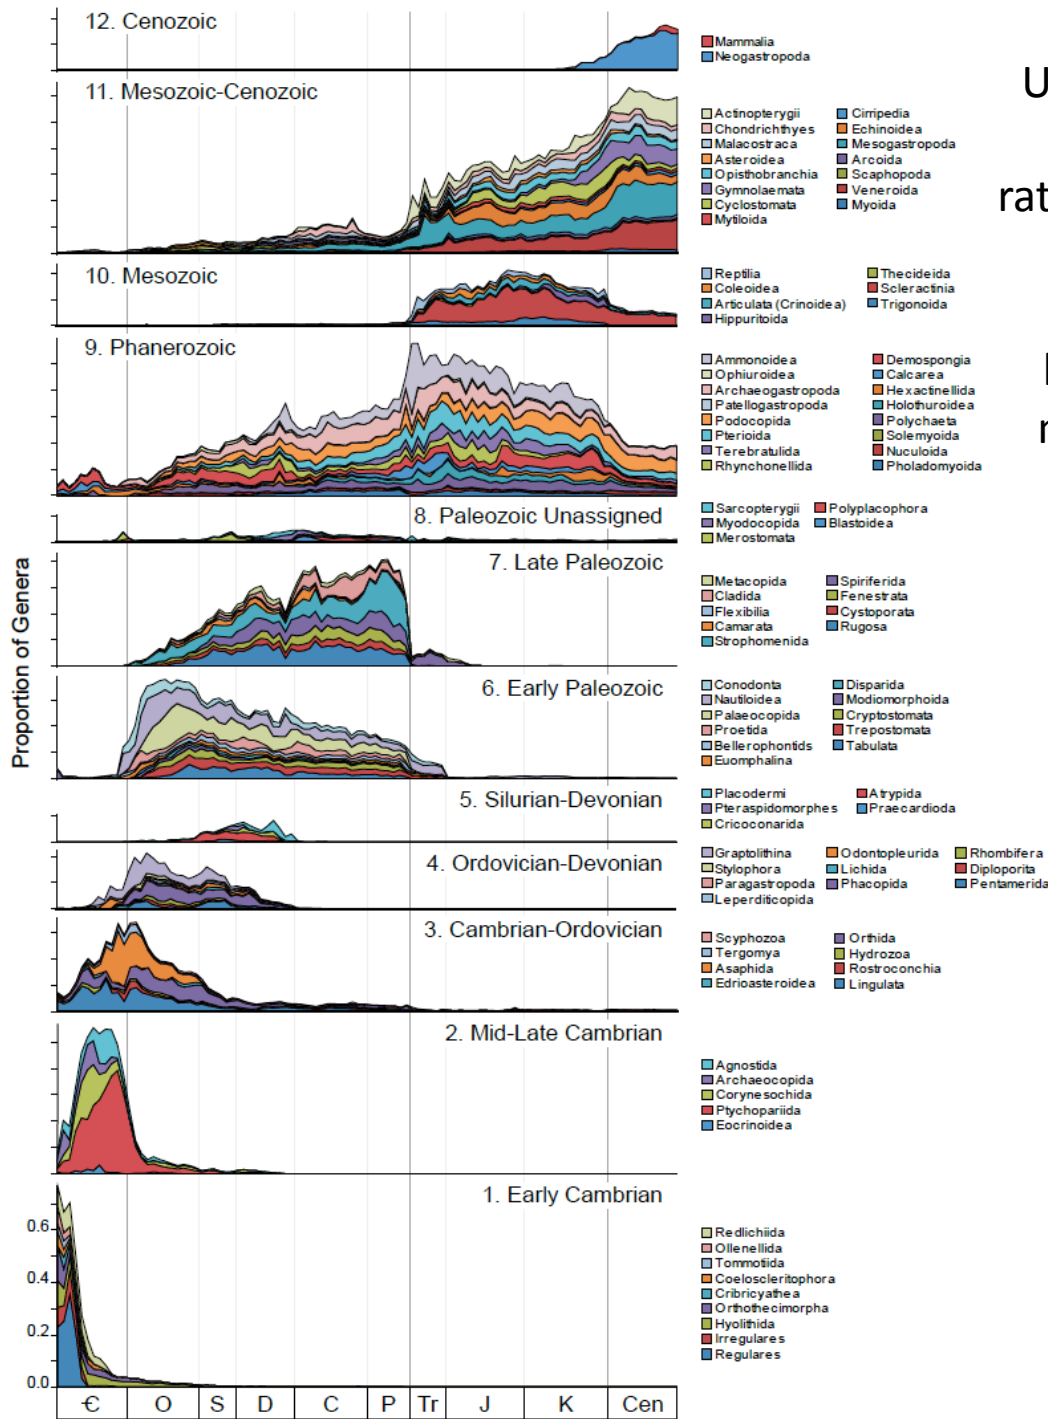 12. Cenozoic
Mammalia
Neogastropoda
U
11. Mesozoic-Cenozoic
Actinopterygii Cirripedia
Chondrichthyes Echinoidea
Malacostraca Mesogastropoda
Asteroidea Arcoida
Opisthobranchia Scaphopoda
Gymnolaemata Veneroida
Cyclostomata Myoida
Mytiloida
rat
10. Mesozoic
Reptilia Thecideida
Coleoidea Scleractinia
Articulata (Crinoidea) Trigonoida
Hippuritoida
9. Phanerozoic
Ammonoidea Demospongia
Ophiuroidea Calcarea
Archaeogastropoda Hexactinellida
Patellogastropoda Holothuroidea
Podocopida Polychaeta
Pterioida Solemyoida
Terebratulida Nuculoida
Rhynchonellida Pholadomyoida
8. Paleozoic Unassigned
Sarcopterygii Polyplacophora
Myodocopida Blastoidea
Merostomata
7. Late Paleozoic
Metacopida Spiriferida
Cladida Fenestrata
Flexibilia Cystoporata
Camarata Rugosa
Strophomenida
6. Early Paleozoic
Conodonta Disparida
Nautiloidea Modiomorphoida
Palaeocopida Cryptostomata
Proetida Trepostomata
Bellerophontids Tabulata
Euomphalina
5. Silurian-Devonian
Placodermi Atrypida
Pteraspidomorphes Praecardioda
Cricoconarida
4. Ordovician-Devonian
Graptolithina Odontopleurida Rhombifera
Stylophora Lichida Diploporita
Paragastropoda Phacopida Pentamerida
Leperditicopida
3. Cambrian-Ordovician
Scyphozoa Orthida
Tergomya Hydrozoa
Asaphida Rostroconchia
Edrioasteroidea Lingulata
2. Mid-Late Cambrian
Agnostida
Archaeocopida
Corynesochida
Ptychopariida
Eocrinoidea
1. Early Cambrian
Redlichiida
Ollenellida
Tommotiida
Coeloscleritophora
Cribricyathea
Orthothecimorpha
Hyolithida
Irregulares
Regulares
Proportion of Genera
0.6
0.4
0.2
0.0
Є O S D C P Tr J K Cen